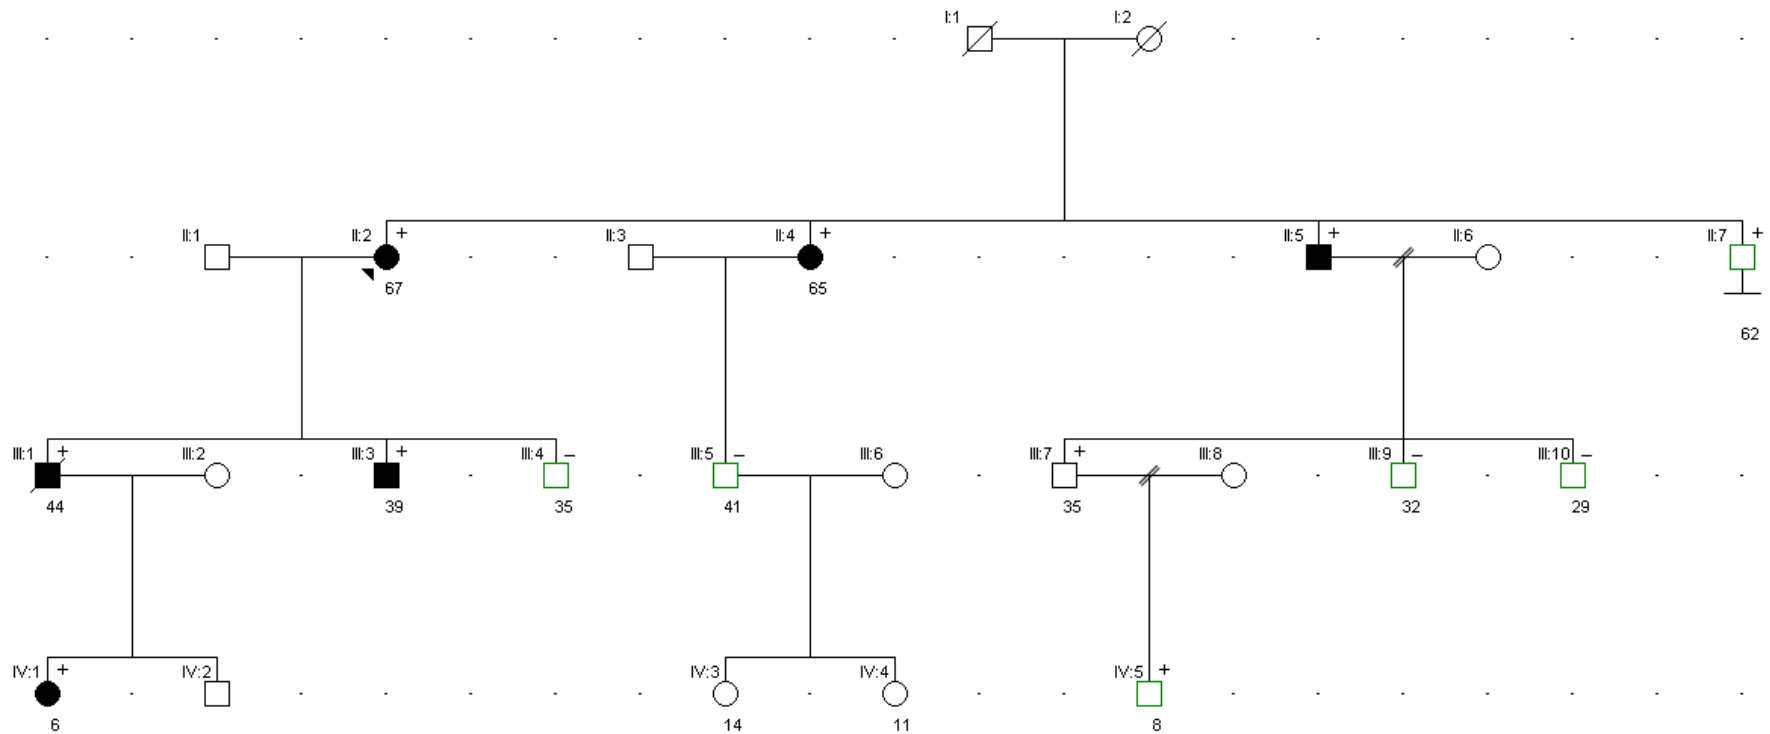 I:1 I:2
II:1 II:2 + II:3 II:4 + II:5 + II:6 II:7 +
67 65
62
III:1 + III:2 III:3 + III:4 – III:5 – III:6 III:7 + III:8 III:9 – III:10 –
44 39 35 41 35 32 29
IV:1 + IV:2 IV:3 IV:4 IV:5 +
6 14 11 8